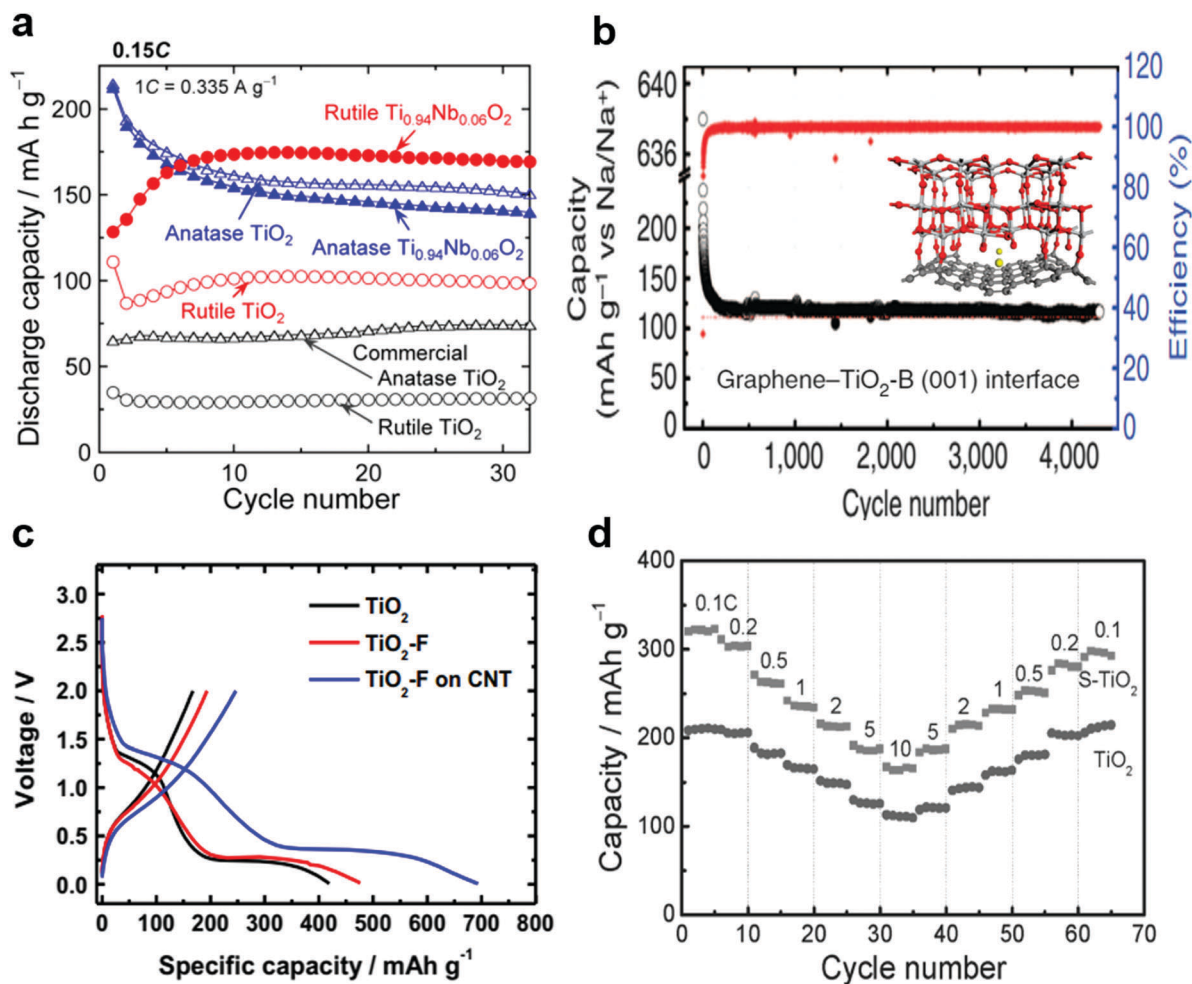 a
0.15C
1C = 0.335 A g⁻¹
Rutile Ti₀.₉₄Nb₀.₀₆O₂
Anatase TiO₂
Anatase Ti₀.₉₄Nb₀.₀₆O₂
Rutile TiO₂
Commercial
Anatase TiO₂
Rutile TiO₂
Discharge capacity / mA h g⁻¹
200
150
100
50
0
0
10
20
30
Cycle number
b
640
636
200
150
100
50
0
Capacity
(mAh g⁻¹ vs Na/Na⁺)
Graphene–TiO₂-B (001) interface
120
100
80
60
40
20
0
Efficiency (%)
0
1,000
2,000
3,000
4,000
Cycle number
c
3.0
2.5
2.0
1.5
1.0
0.5
0.0
Voltage / V
TiO₂
TiO₂-F
TiO₂-F on CNT
0
100
200
300
400
500
600
700
800
Specific capacity / mAh g⁻¹
d
400
300
200
100
0
Capacity / mAh g⁻¹
0.1C
0.2
0.5
1
2
5
10
5
2
1
0.5
0.2
0.1
S-TiO₂
TiO₂
0
10
20
30
40
50
60
70
Cycle number